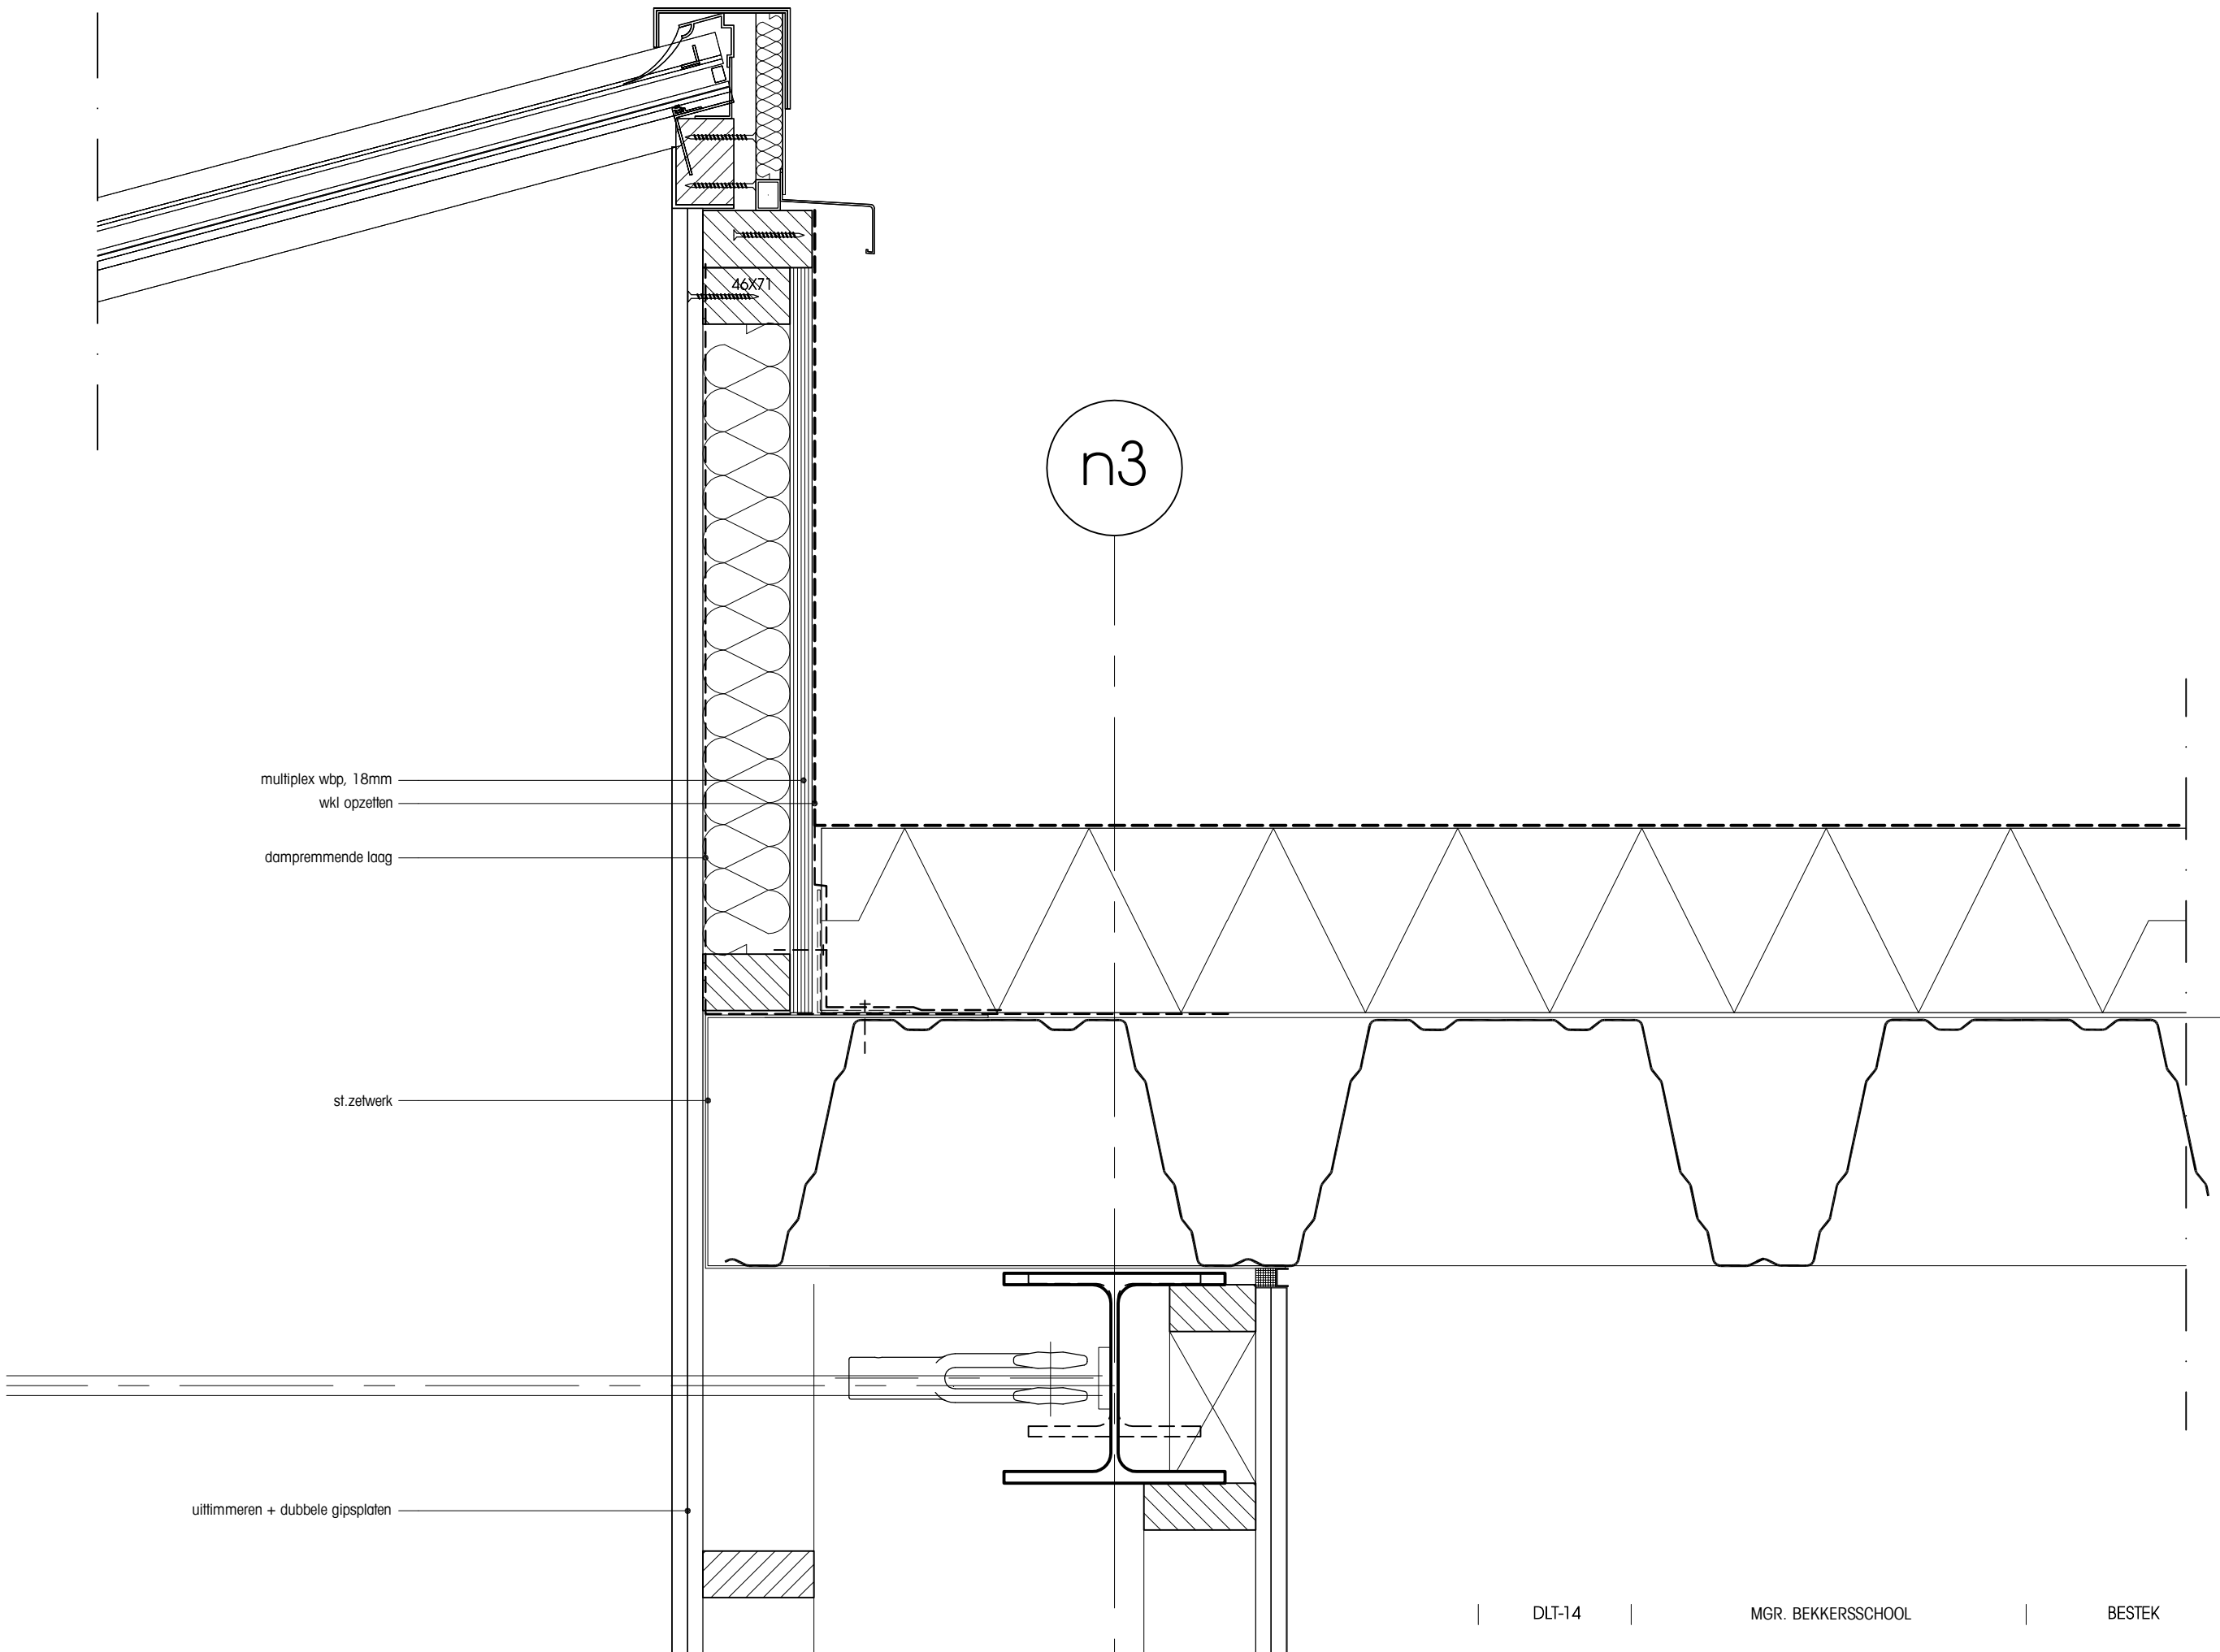 46X71
n3
multiplex wbp, 18mm
wkl opzetten
dampremmende laag
st.zetwerk
uittimmeren + dubbele gipsplaten
DLT-14
MGR. BEKKERSSCHOOL
BESTEK